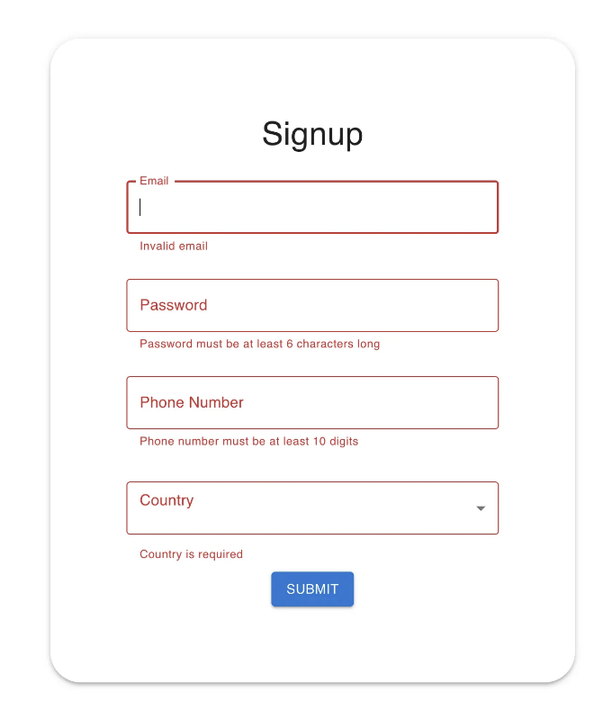 Signup
Email
Invalid email
Password
Password must be at least 6 characters long
Phone Number
Phone number must be at least 10 digits
Country
Country is required
SUBMIT